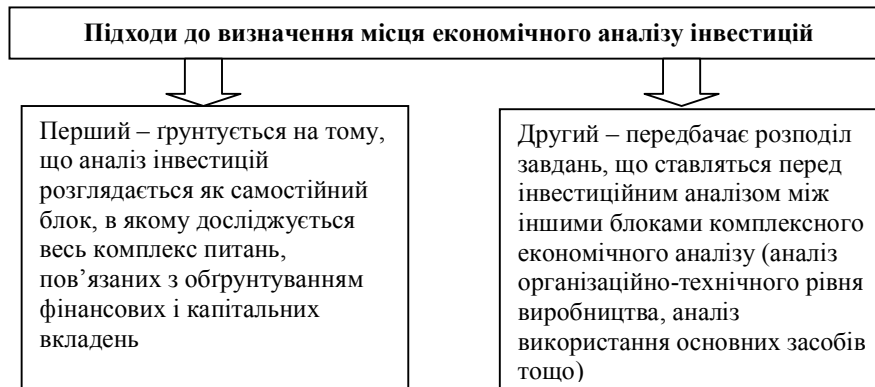 Підходи до визначення місця економічного аналізу інвестицій
Перший – ґрунтується на тому,
що аналіз інвестицій
розглядається як самостійний
блок, в якому досліджується
весь комплекс питань,
пов’язаних з обґрунтуванням
фінансових і капітальних
вкладень
Другий – передбачає розподіл
завдань, що ставляться перед
інвестиційним аналізом між
іншими блоками комплексного
економічного аналізу (аналіз
організаційно-технічного рівня
виробництва, аналіз
використання основних засобів
тощо)